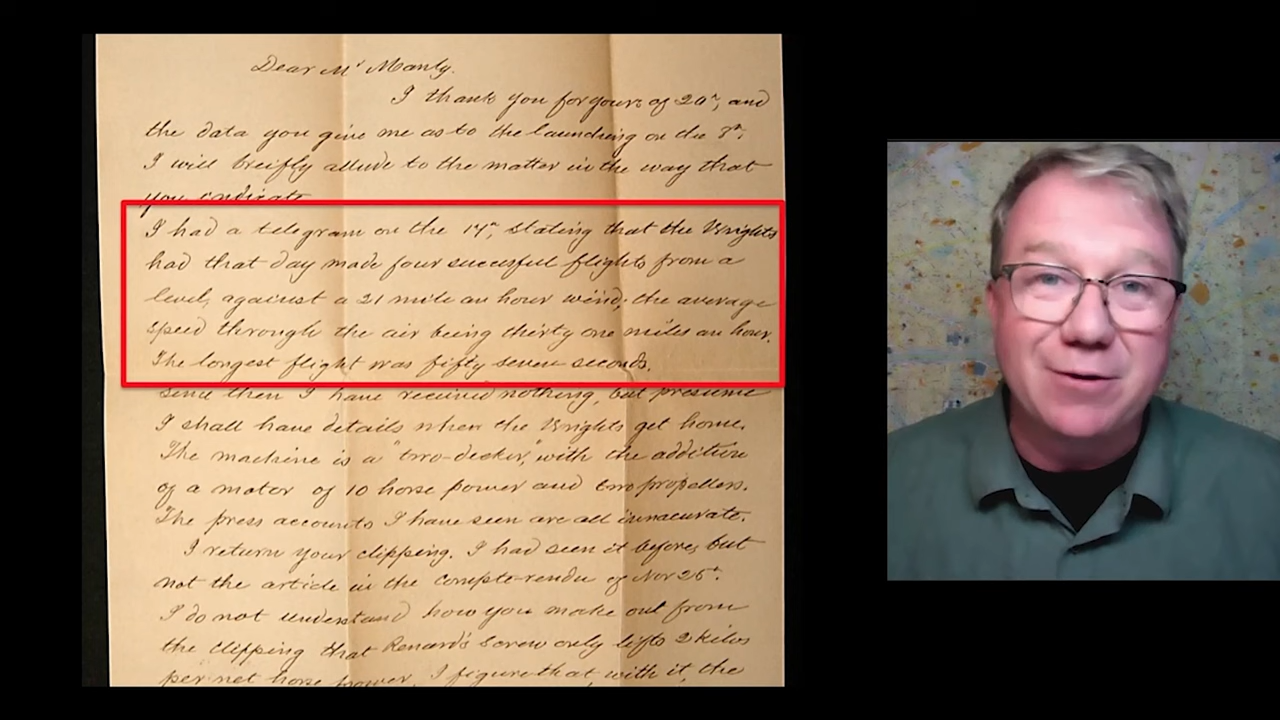 Dear Mr Manly.
I thank you for yours of 20th, and
the data you give me as to the launching on the 8th.
I will breifly allude to the matter in the way that
you indicate
I had a telegram on the 17th, stating that the Wrights
had that day made four succesful flights from a
level, against a 21 mile an hour wind; the average
speed through the air being thirty one miles an hour.
The longest flight was fifty seven seconds.
Since then I have received nothing, but presume
I shall have details when the Wrights get home.
The machine is a "two-decker", with the addition
of a motor of 10 horse power and two propellers.
The press accounts I have seen are all innacurate.
I return your clipping. I had seen it before, but
not the article in the compte-rendu of Nov 25th.
I do not understand how you make out from
the clipping that Renard's screw only lifts 2 kilos
per net horse power. I figure that, with it, the